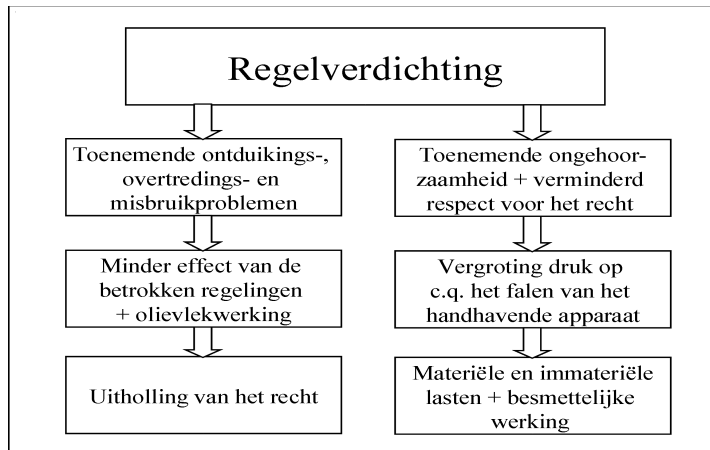 Regelverdichting
Toenemende ontduikings-,
overtredings- en
misbruikproblemen
Toenemende ongehoor-
zaamheid + verminderd
respect voor het recht
Minder effect van de
betrokken regelingen
+ olievlekwerking
Vergroting druk op
c.q. het falen van het
handhavende apparaat
Uitholling van het recht
Materiële en immateriële
lasten + besmettelijke
werking